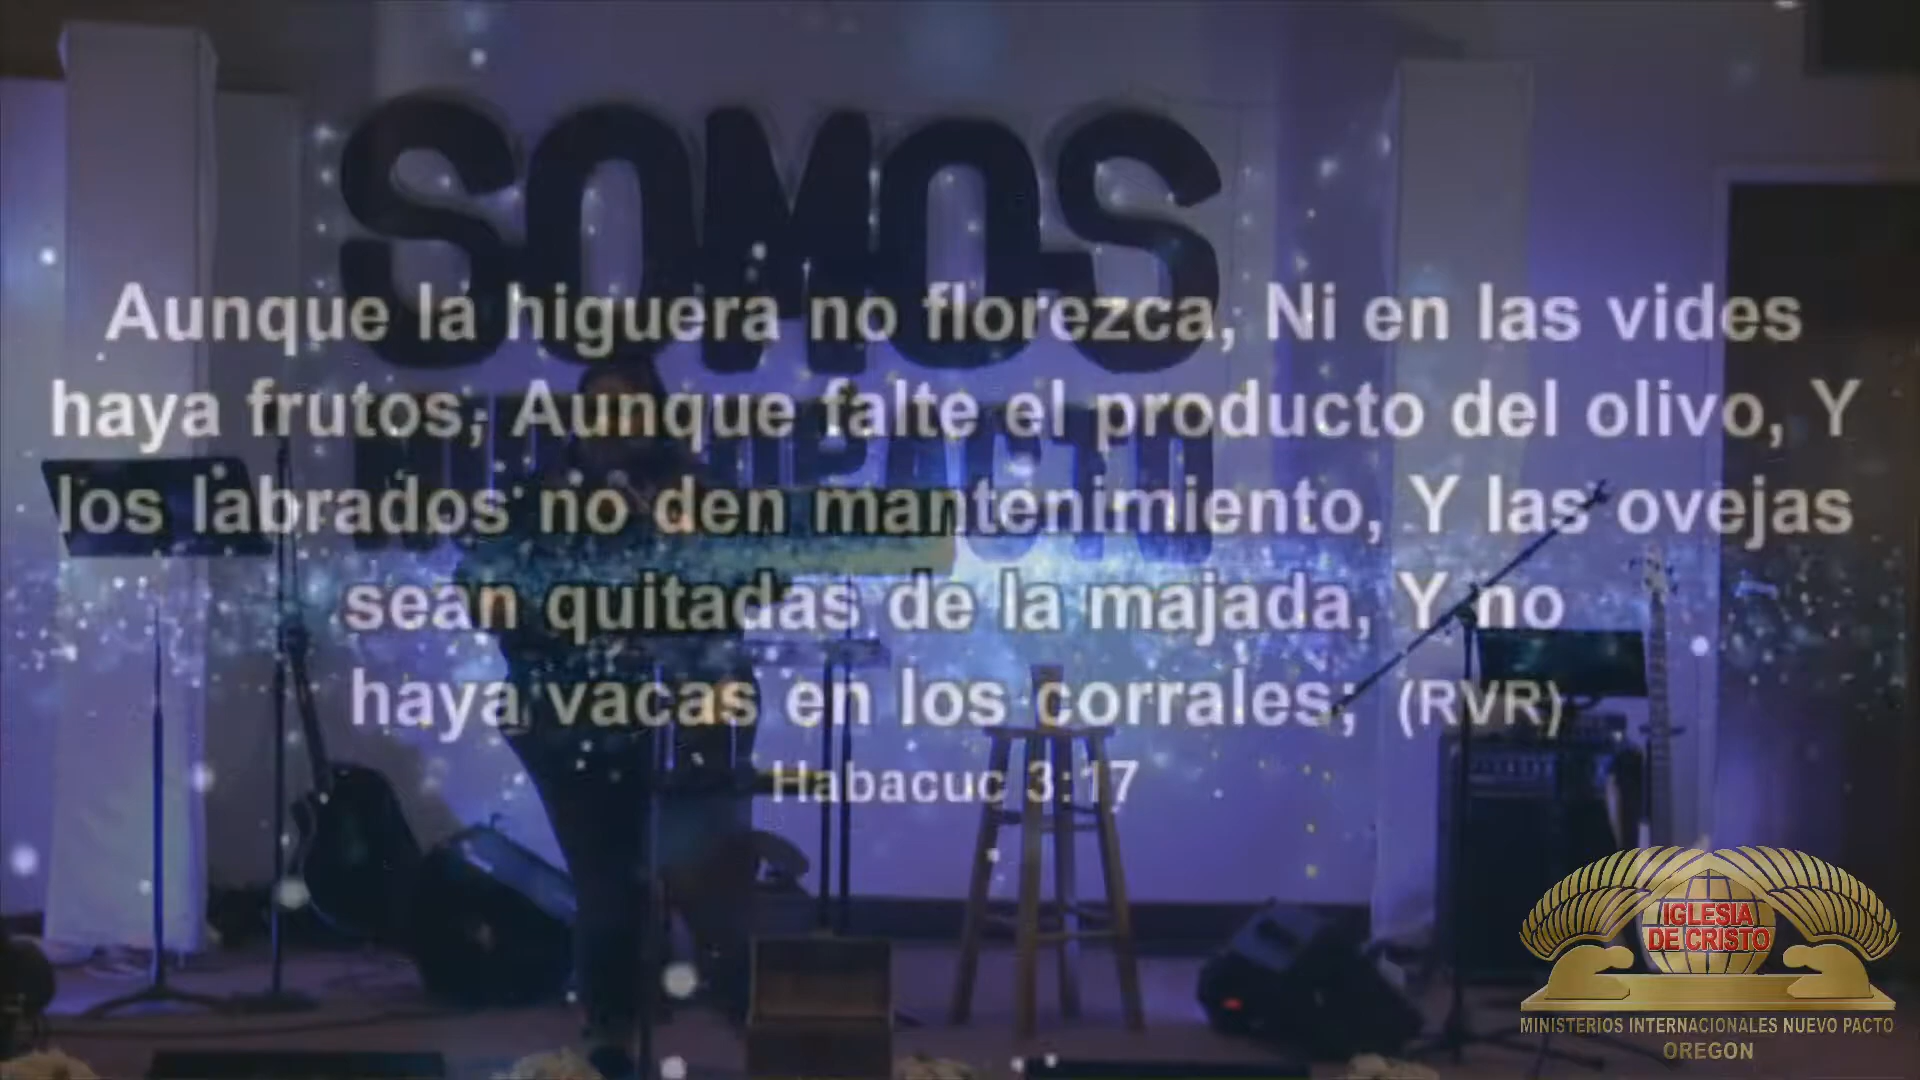 SOMOS
Aunque la higuera no florezca, Ni en las vides
haya frutos; Aunque falte el producto del olivo, Y
los labrados no den mantenimiento, Y las ovejas
sean quitadas de la majada, Y no
haya vacas en los corrales; (RVR)
Habacuc 3:17
IGLESIA
DE CRISTO
MINISTERIOS INTERNACIONALES NUEVO PACTO
OREGON